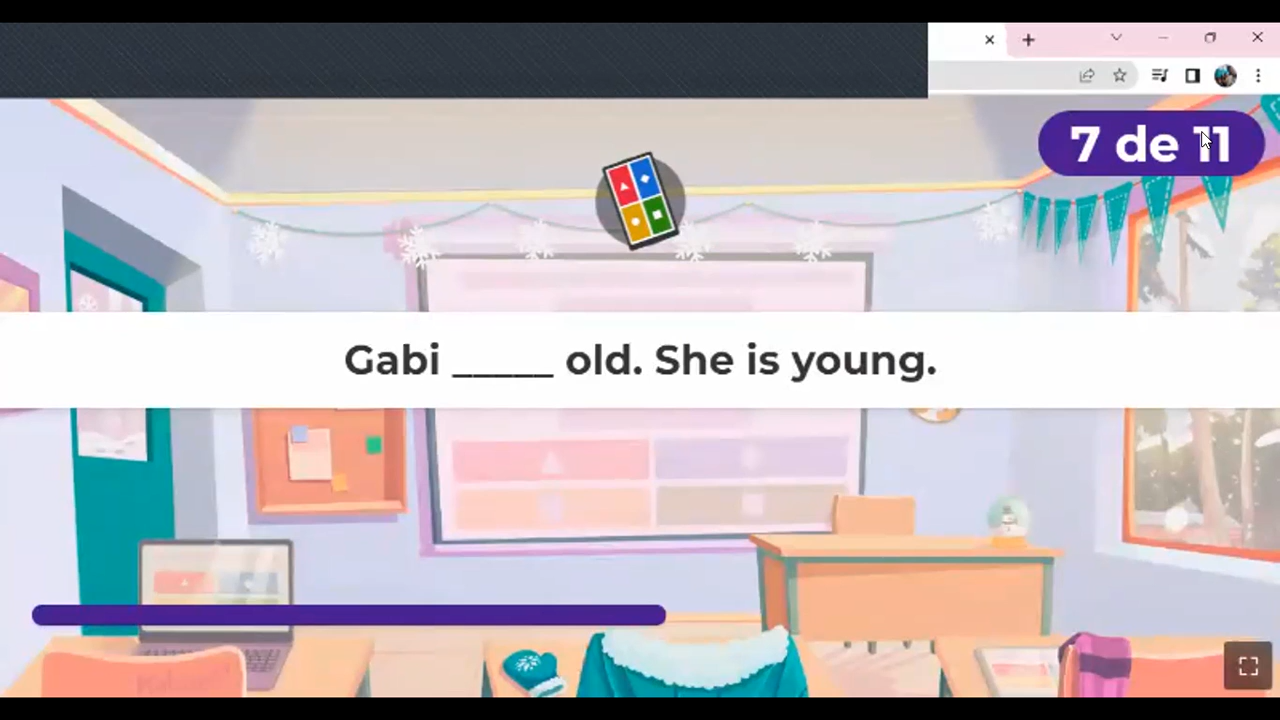 7 de 11
Gabi _____ old. She is young.